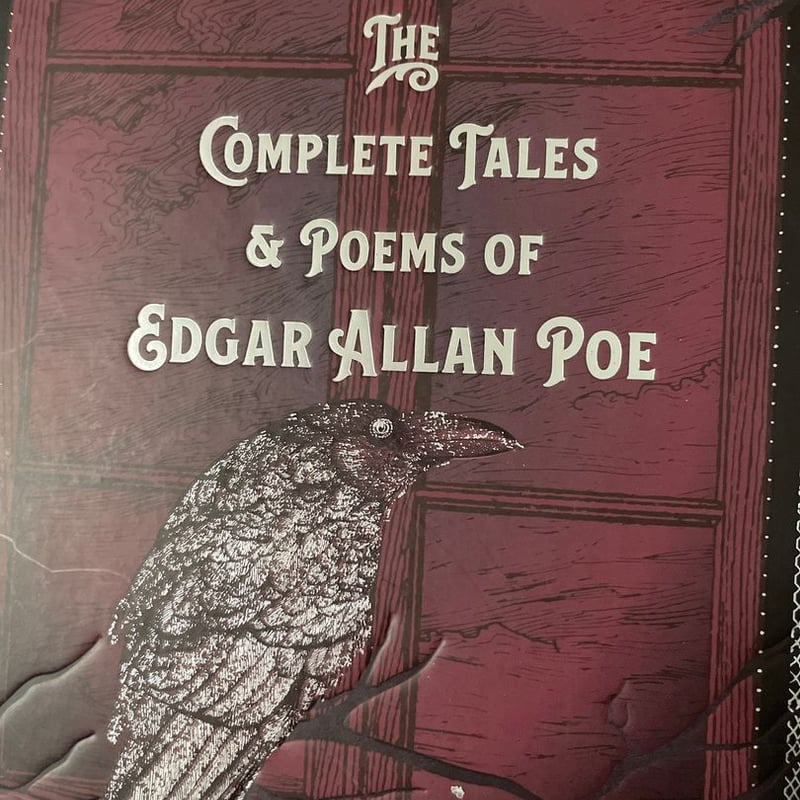 The
Complete Tales
& Poems of
Edgar Allan Poe